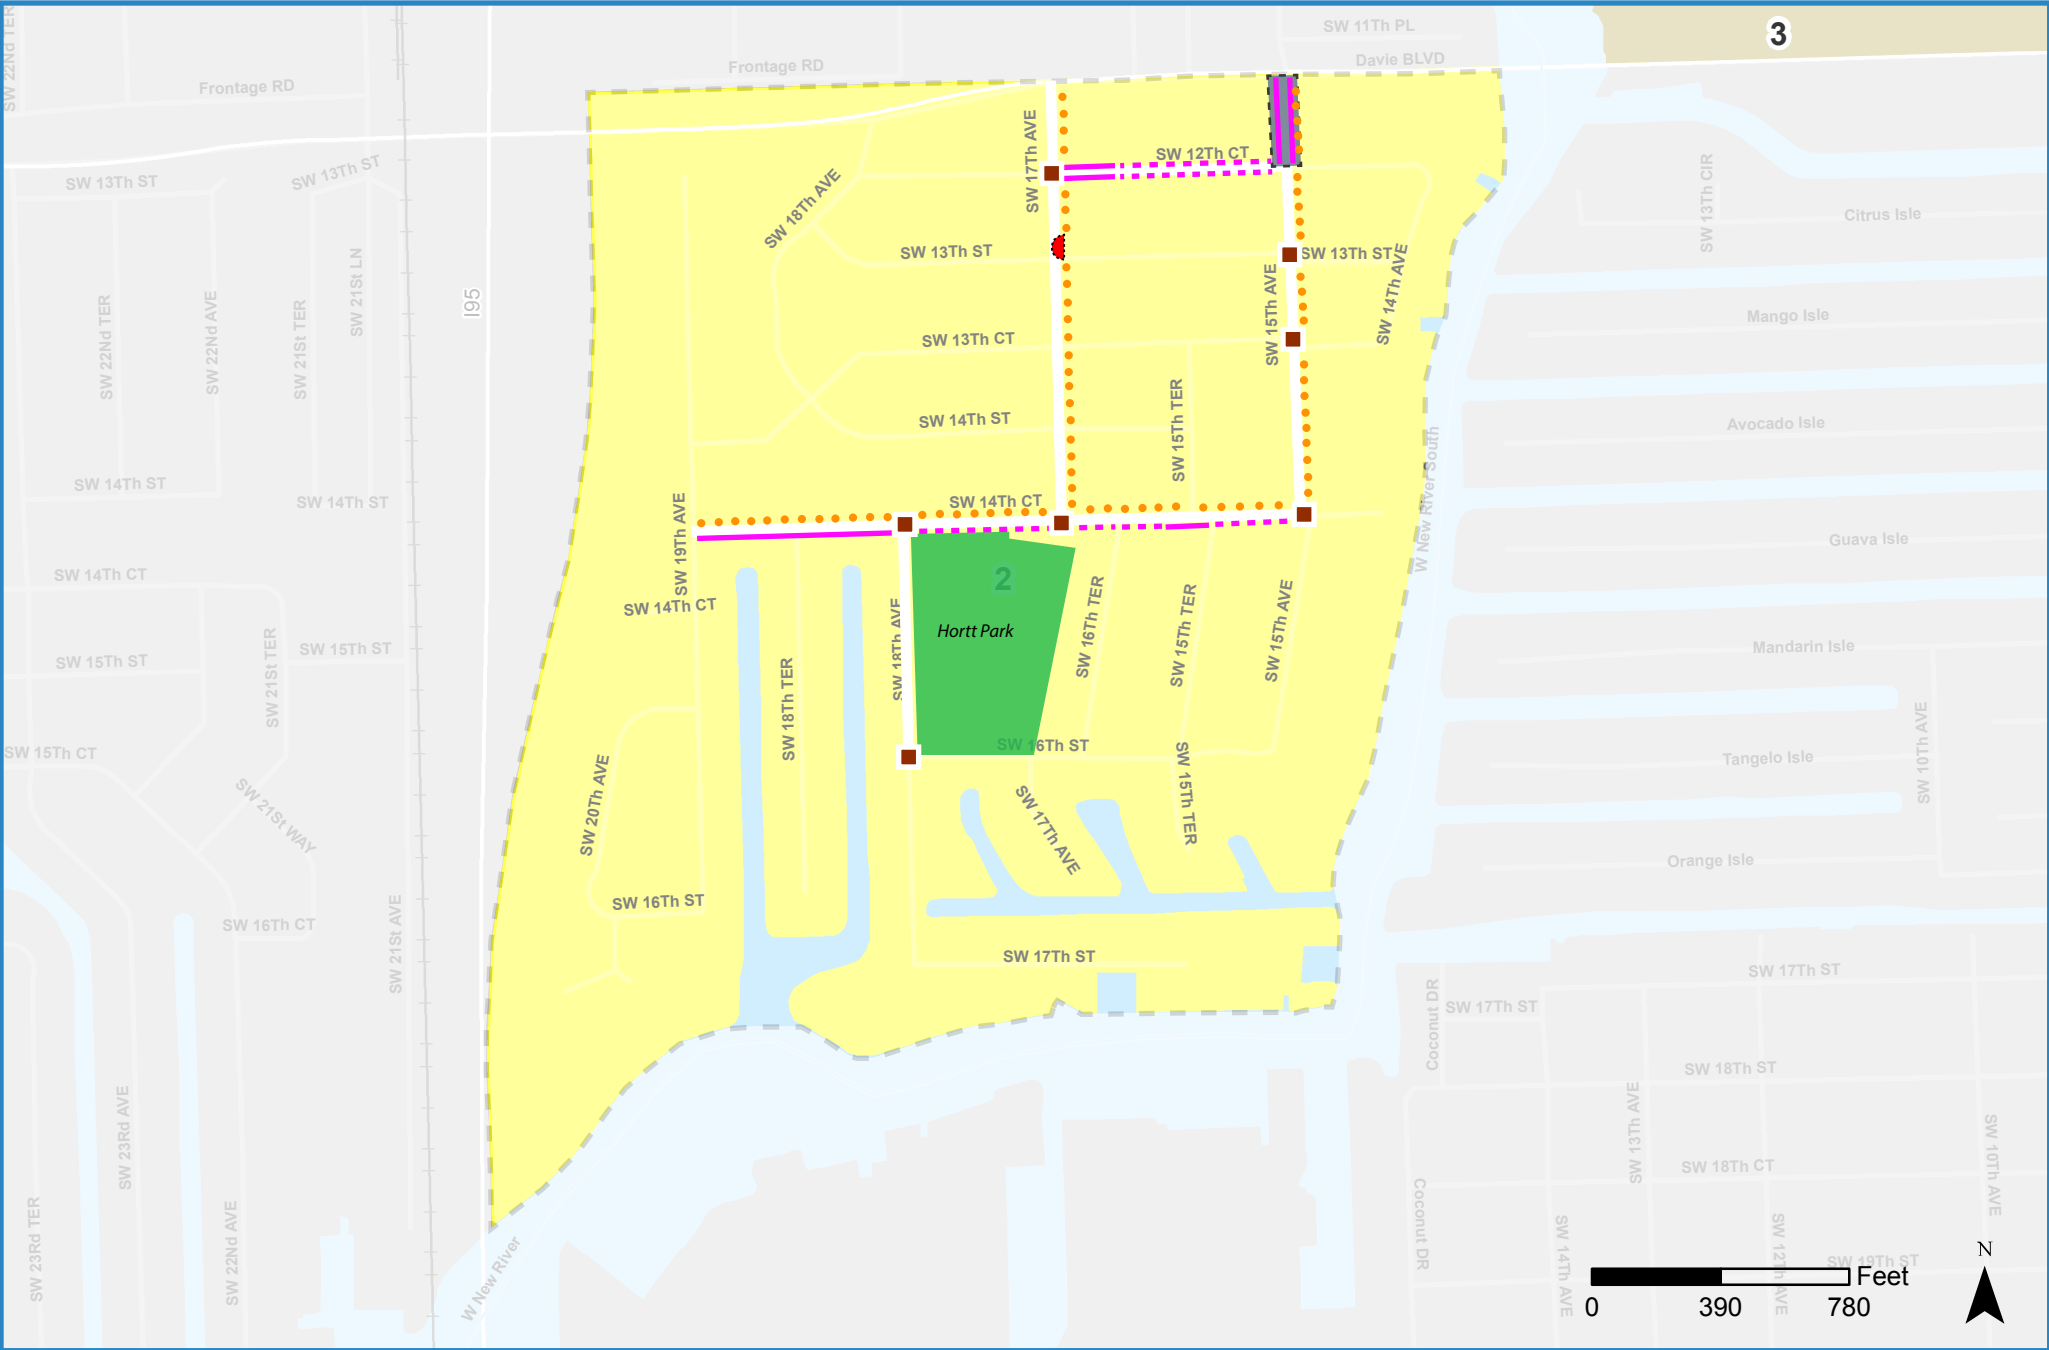 SW 22Nd TER
SW 11Th PL
3
Frontage RD
Frontage RD
Davie BLVD
SW 13Th ST
SW 13Th ST
SW 17Th AVE
SW 12Th CT
SW 18Th AVE
SW 13Th CIR
Citrus Isle
SW 13Th ST
SW 13Th ST
SW 14Th AVE
SW 15Th AVE
SW 22Nd TER
SW 22Nd AVE
SW 21St TER
SW 21St LN
I95
Mango Isle
SW 13Th CT
SW 15Th TER
SW 14Th ST
Avocado Isle
W New River South
SW 14Th ST
SW 14Th ST
SW 19Th AVE
SW 14Th CT
Guava Isle
SW 14Th CT
SW 14Th CT
2
Hortt Park
SW 18Th AVE
SW 16Th TER
SW 15Th TER
SW 15Th AVE
SW 15Th ST
SW 21St TER
SW 15Th ST
Mandarin Isle
SW 18Th TER
SW 16Th ST
SW 15Th CT
Tangelo Isle
SW 10Th AVE
SW 20Th AVE
SW 21St WAY
SW 17Th AVE
SW 15Th TER
Orange Isle
SW 16Th ST
SW 16Th CT
SW 21St AVE
SW 17Th ST
SW 17Th ST
SW 17Th ST
Coconut DR
SW 18Th ST
SW 23Rd AVE
SW 13Th AVE
SW 18Th CT
SW 10Th AVE
Coconut DR
SW 23Rd TER
SW 22Nd AVE
W New River
SW 14Th AVE
SW 12Th AVE
SW 19Th ST
N
Feet
0 390 780